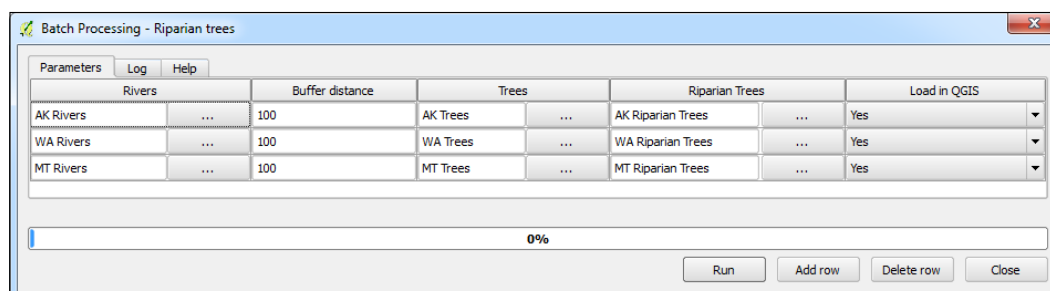 Batch Processing - Riparian trees
Parameters Log Help
Rivers Buffer distance Trees Riparian Trees Load in QGIS
AK Rivers ... 100 AK Trees ... AK Riparian Trees ... Yes
WA Rivers ... 100 WA Trees ... WA Riparian Trees ... Yes
MT Rivers ... 100 MT Trees ... MT Riparian Trees ... Yes
0%
Run Add row Delete row Close